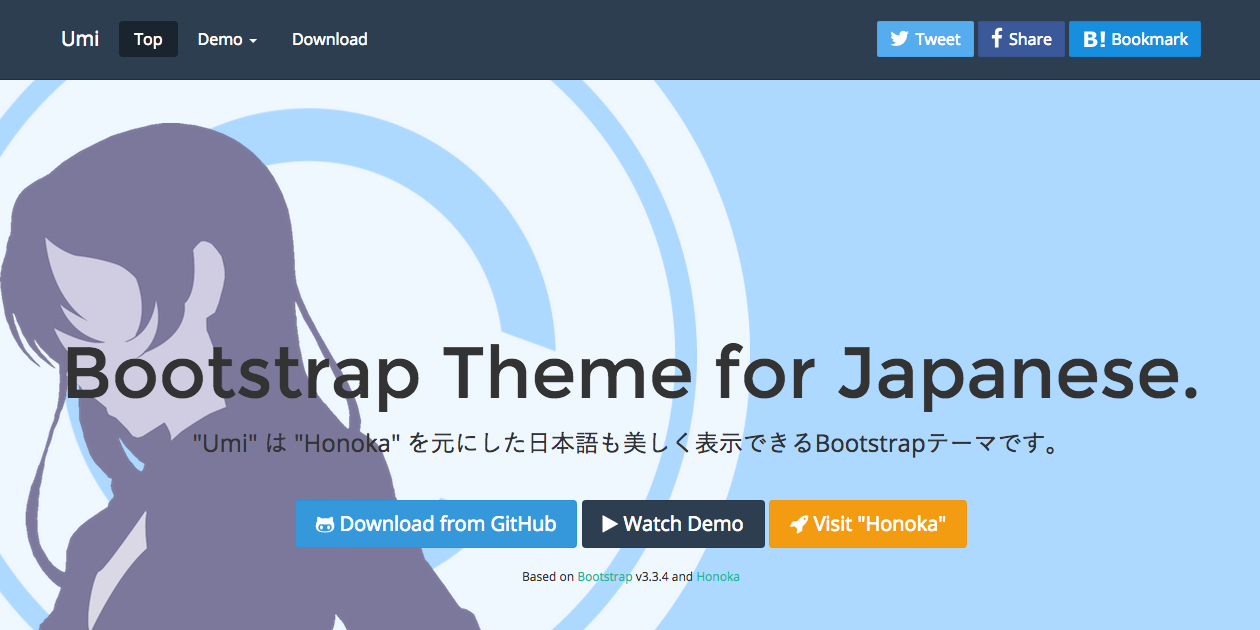 Umi Top Demo Download Tweet Share B! Bookmark
Bootstrap Theme for Japanese.
"Umi" は "Honoka" を元にした日本語も美しく表示できるBootstrapテーマです。
Download from GitHub Watch Demo Visit "Honoka"
Based on Bootstrap v3.3.4 and Honoka